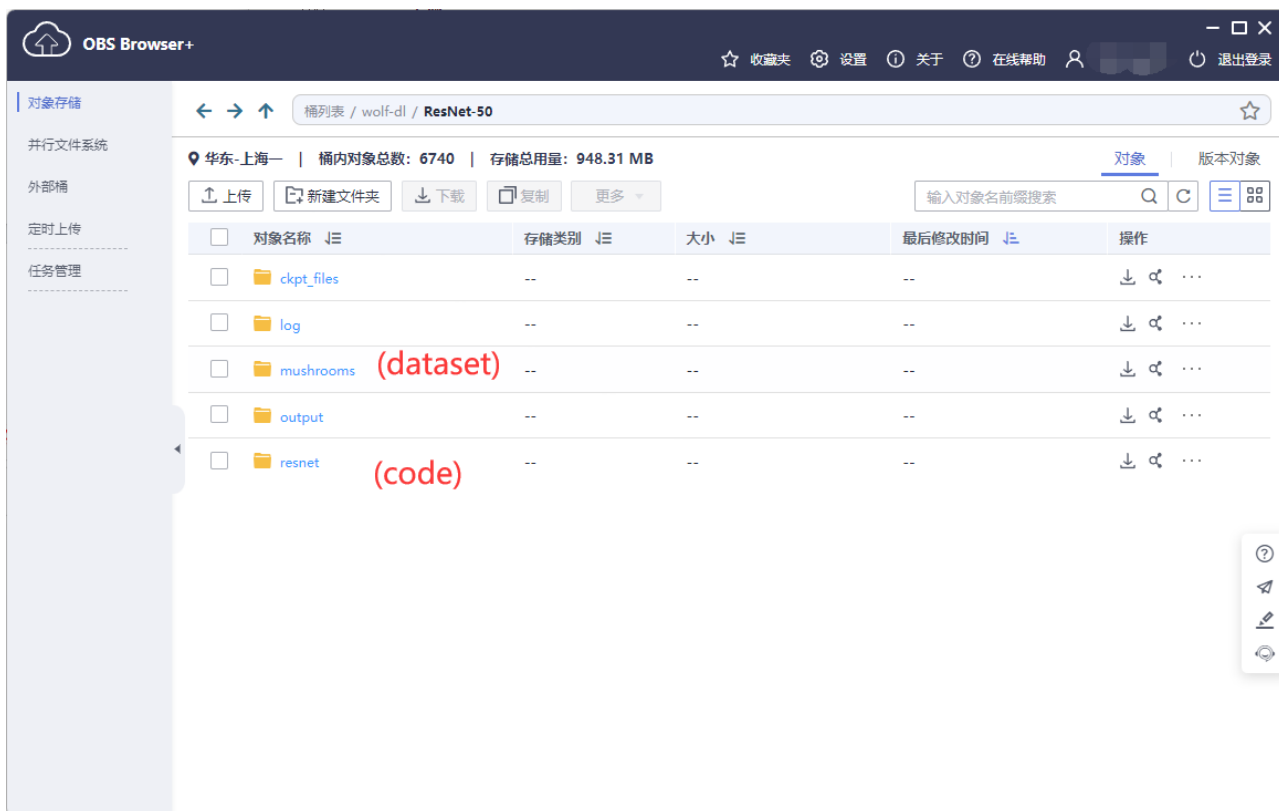 OBS Browser+
收藏夹 设置 关于 在线帮助 退出登录
对象存储
并行文件系统
外部桶
定时上传
任务管理
桶列表 / wolf-dl / ResNet-50
华东-上海一 | 桶内对象总数: 6740 | 存储总用量: 948.31 MB
对象 | 版本对象
上传 新建文件夹 下载 复制 更多 输入对象名前缀搜索
对象名称 存储类别 大小 最后修改时间 操作
ckpt_files -- -- --
log -- -- --
mushrooms (dataset) -- -- --
output -- -- --
resnet (code) -- -- --